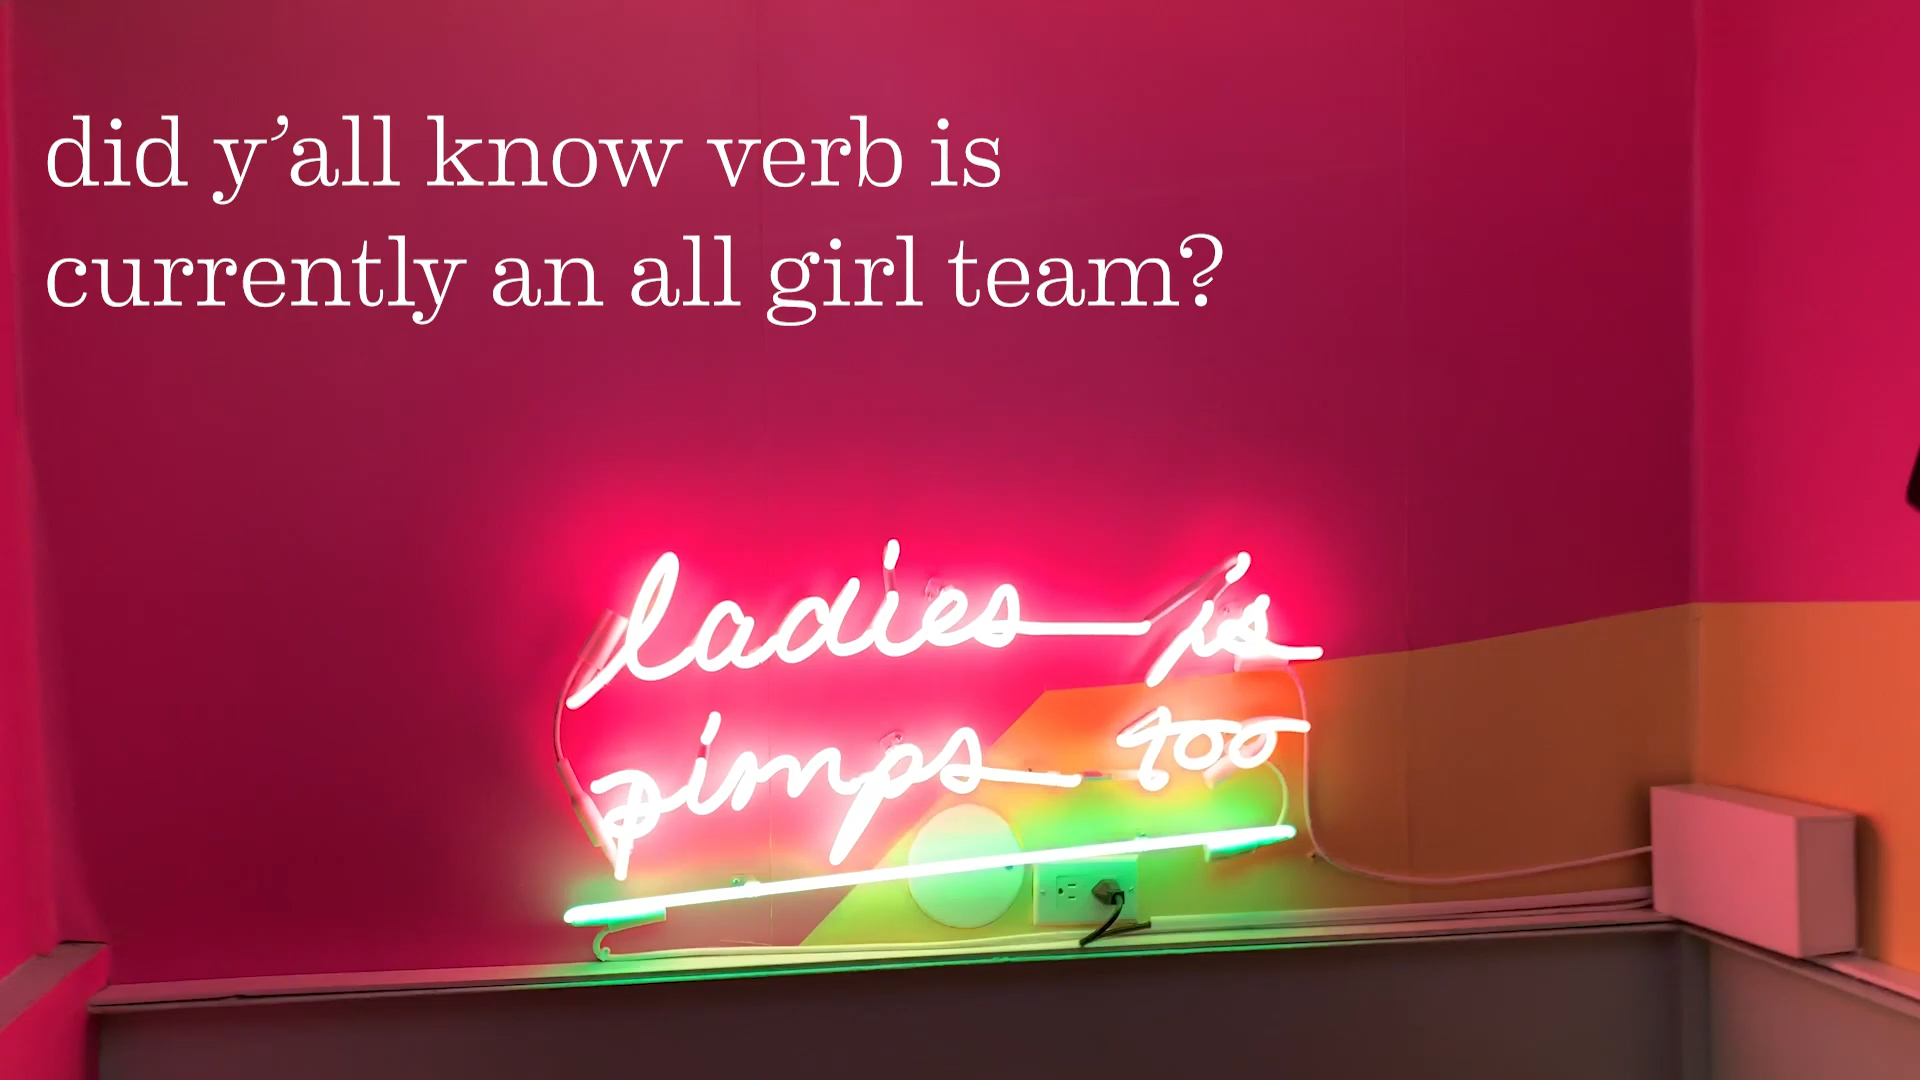 did y’all know verb is
currently an all girl team?
ladies is
pimps too